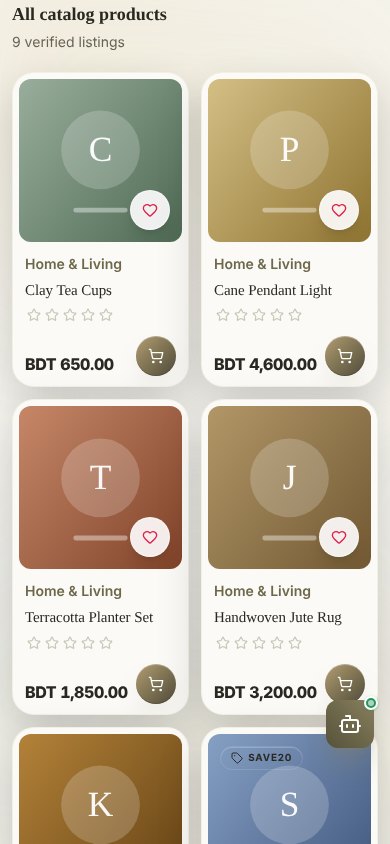 All catalog products
9 verified listings
C
Home & Living
Clay Tea Cups
BDT 650.00
P
Home & Living
Cane Pendant Light
BDT 4,600.00
T
Home & Living
Terracotta Planter Set
BDT 1,850.00
J
Home & Living
Handwoven Jute Rug
BDT 3,200.00
K
SAVE20
S